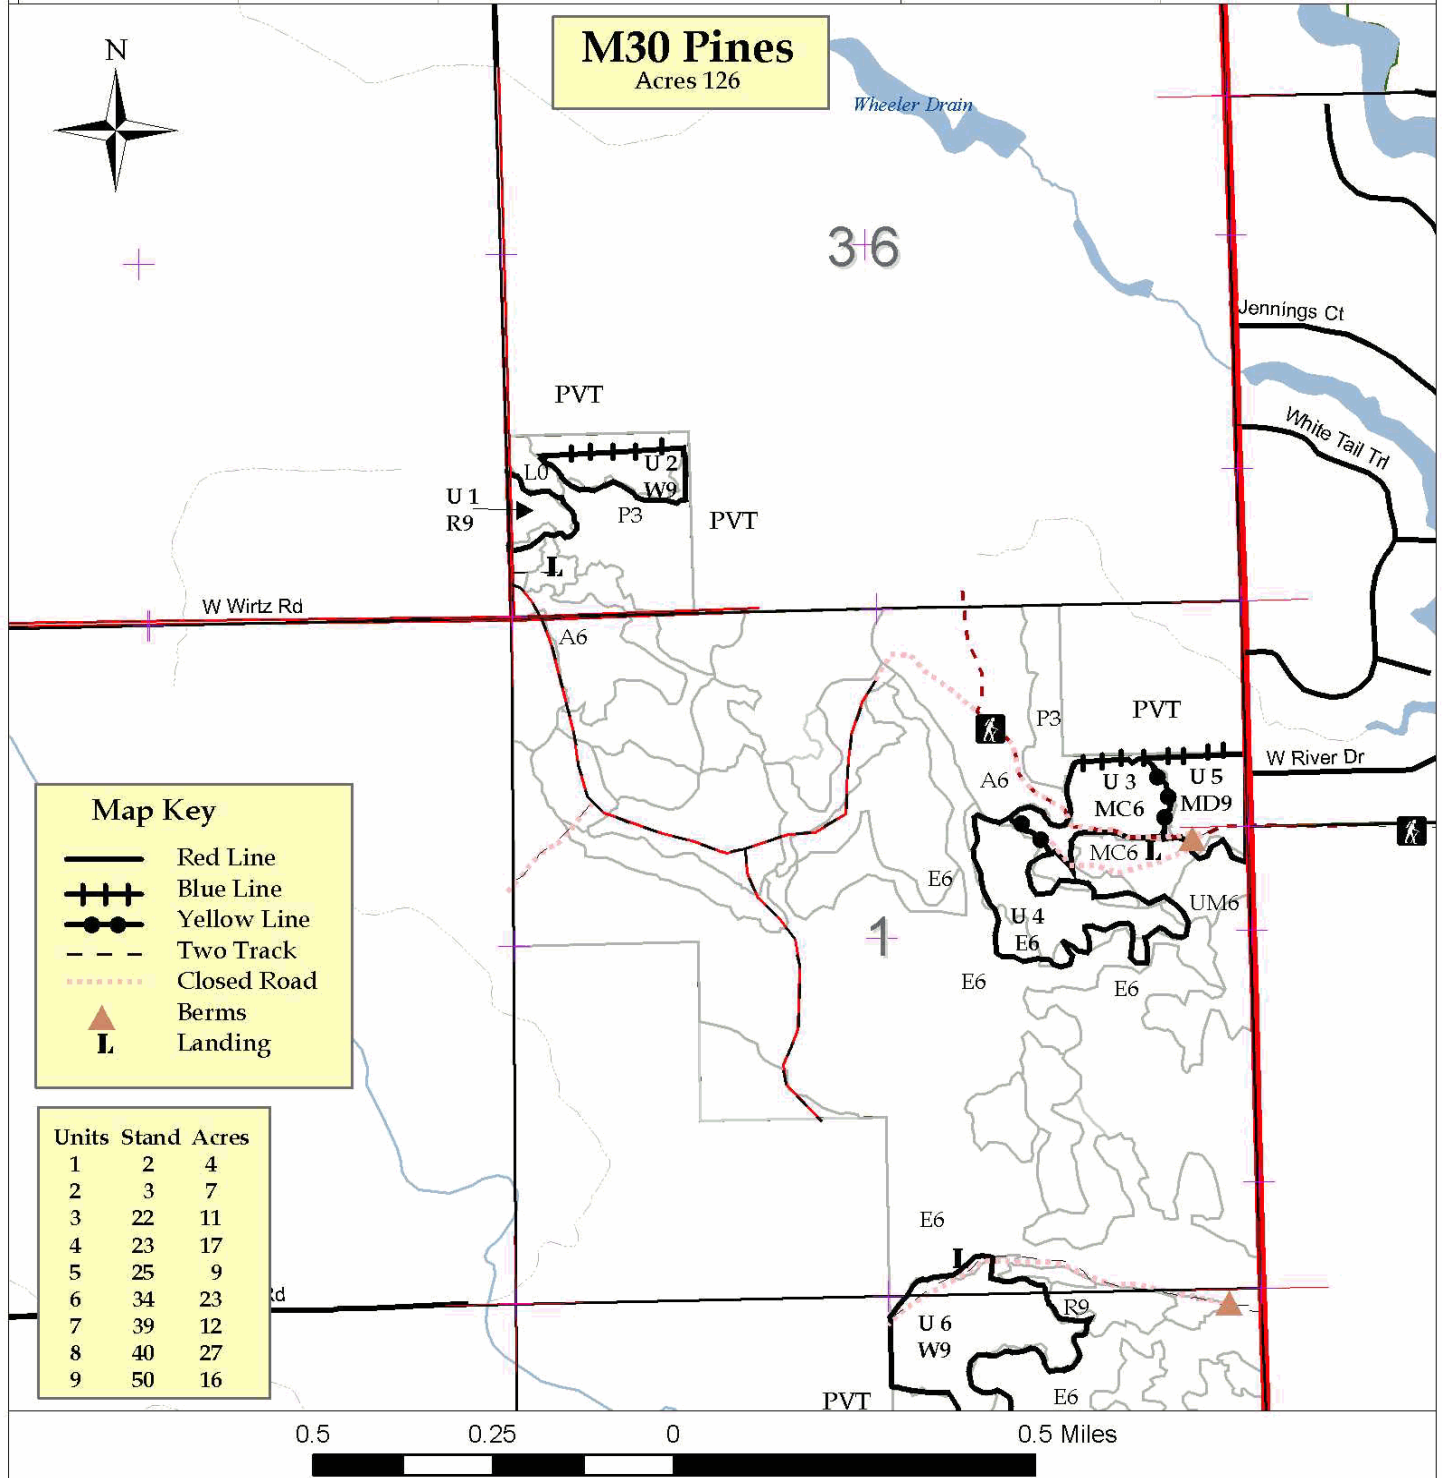 N
M30 Pines
Acres 126
Wheeler Drain
36
Jennings Ct
PVT
White Tail Trl
L0
U 2
W9
U 1
R9
P3
PVT
L
W Wirtz Rd
A6
P3
PVT
W River Dr
A6
U 3
MC6
U 5
MD9
MC6
L
E6
UM6
U 4
E6
1
E6
E6
Map Key
Red Line
Blue Line
Yellow Line
Two Track
Closed Road
Berms
L Landing
Units Stand Acres
1 2 4
2 3 7
3 22 11
4 23 17
5 25 9
6 34 23
7 39 12
8 40 27
9 50 16
Rd
E6
L
R9
U 6
W9
E6
PVT
0.5 0.25 0 0.5 Miles